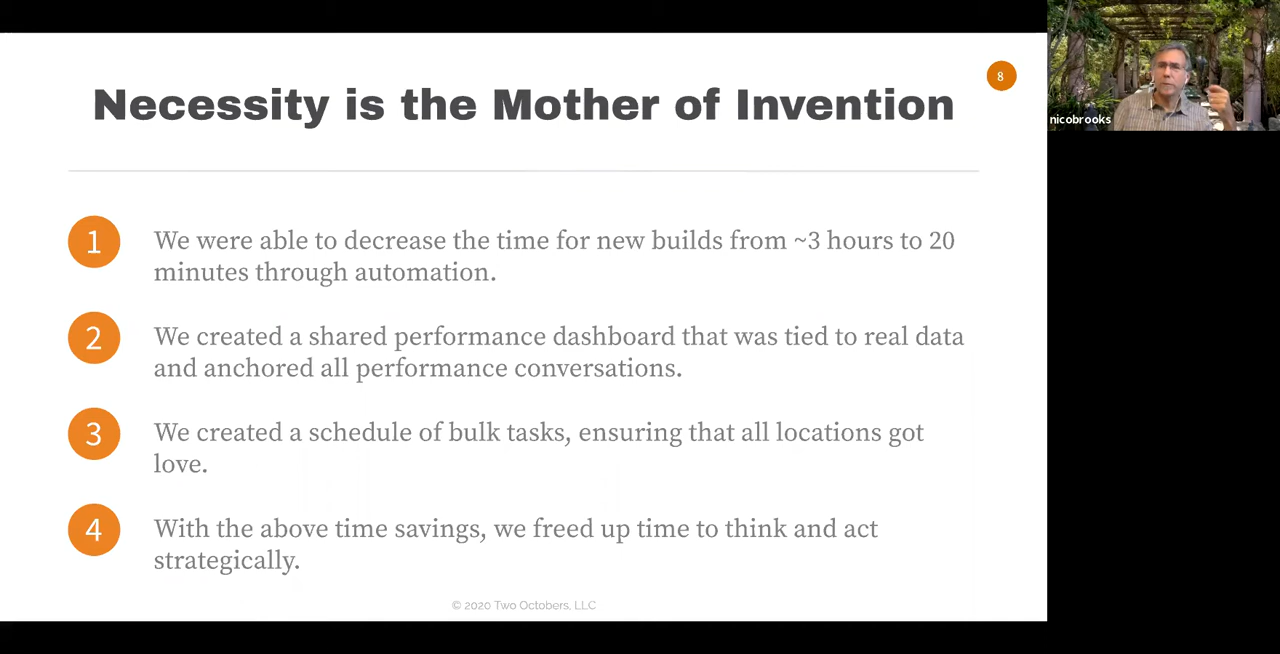 Necessity is the Mother of Invention
8
nicobrooks
1
We were able to decrease the time for new builds from ~3 hours to 20
minutes through automation.
2
We created a shared performance dashboard that was tied to real data
and anchored all performance conversations.
3
We created a schedule of bulk tasks, ensuring that all locations got
love.
4
With the above time savings, we freed up time to think and act
strategically.
© 2020 Two Octobers, LLC